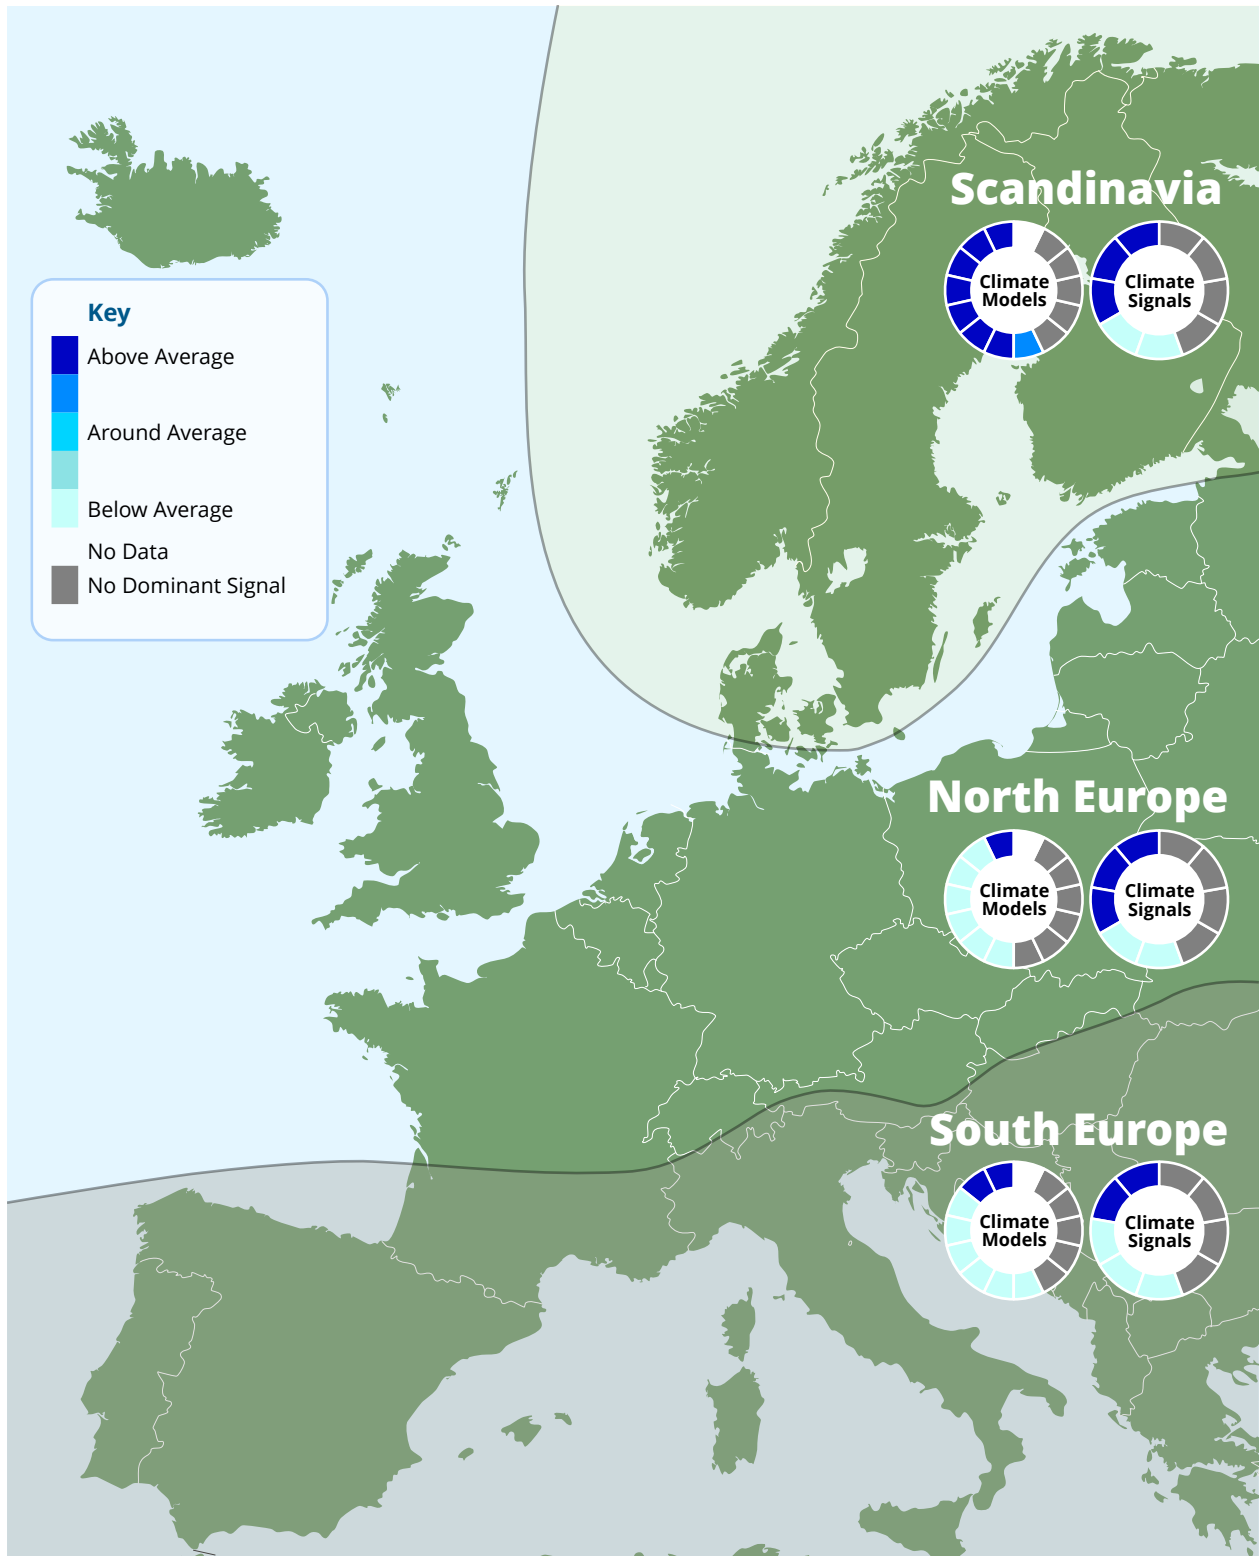 Scandinavia
Climate
Models
Climate
Signals
Key
Above Average
Around Average
Below Average
No Data
No Dominant Signal
North Europe
Climate
Models
Climate
Signals
South Europe
Climate
Models
Climate
Signals